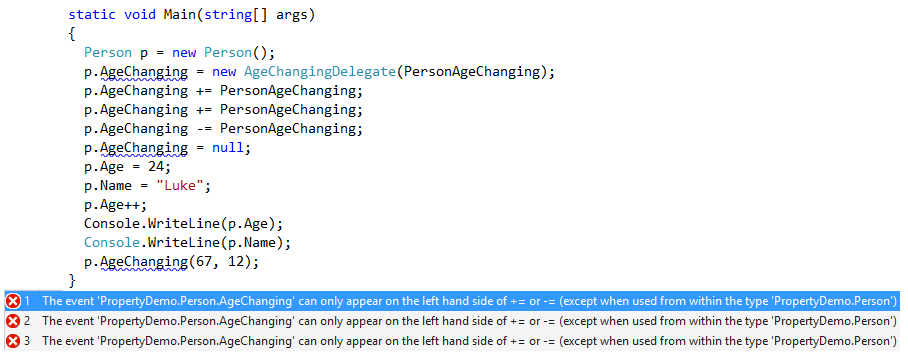 static void Main(string[] args)
{
Person p = new Person();
p.AgeChanging = new AgeChangingDelegate(PersonAgeChanging);
p.AgeChanging += PersonAgeChanging;
p.AgeChanging += PersonAgeChanging;
p.AgeChanging -= PersonAgeChanging;
p.AgeChanging = null;
p.Age = 24;
p.Name = "Luke";
p.Age++;
Console.WriteLine(p.Age);
Console.WriteLine(p.Name);
p.AgeChanging(67, 12);
}
1 The event 'PropertyDemo.Person.AgeChanging' can only appear on the left hand side of += or -= (except when used from within the type 'PropertyDemo.Person')
2 The event 'PropertyDemo.Person.AgeChanging' can only appear on the left hand side of += or -= (except when used from within the type 'PropertyDemo.Person')
3 The event 'PropertyDemo.Person.AgeChanging' can only appear on the left hand side of += or -= (except when used from within the type 'PropertyDemo.Person')